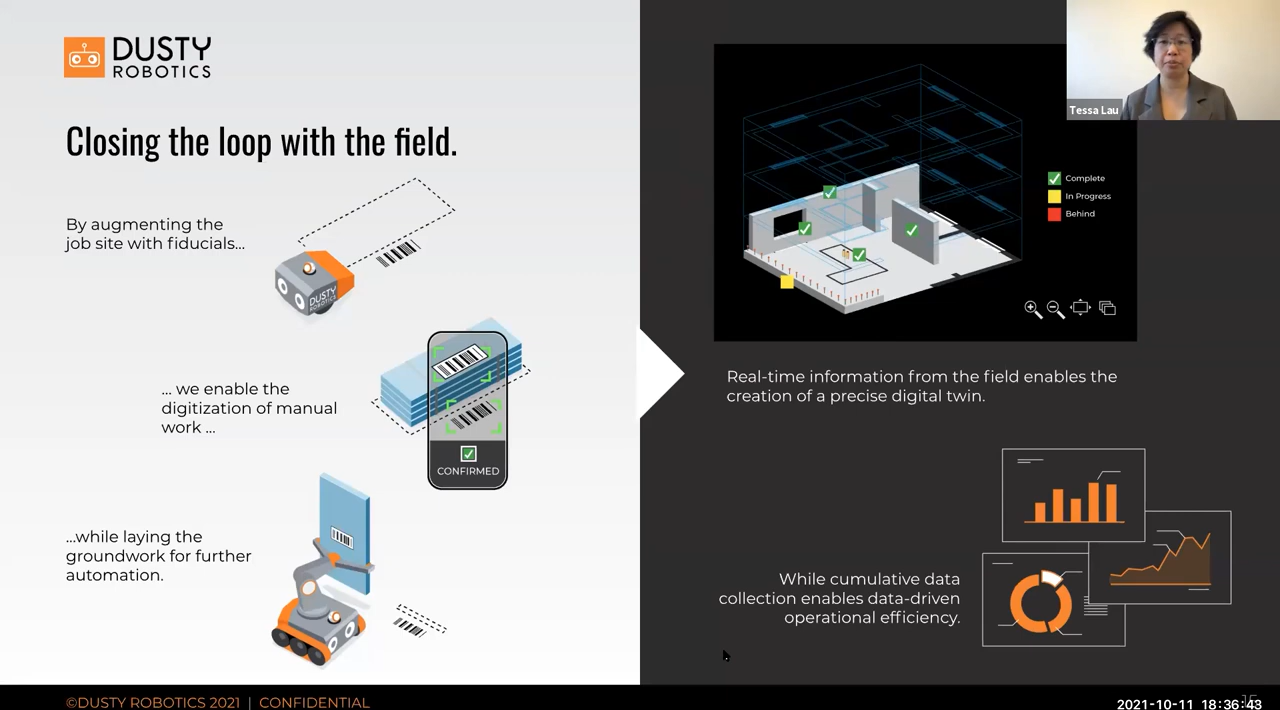 DUSTY
ROBOTICS
Closing the loop with the field.
By augmenting the
job site with fiducials...
DUSTY
ROBOTICS
... we enable the
digitization of manual
work ...
CONFIRMED
...while laying the
groundwork for further
automation.
Tessa Lau
Complete
In Progress
Behind
Real-time information from the field enables the
creation of a precise digital twin.
While cumulative data
collection enables data-driven
operational efficiency.
©DUSTY ROBOTICS 2021 | CONFIDENTIAL
2021-10-11 18:36:43